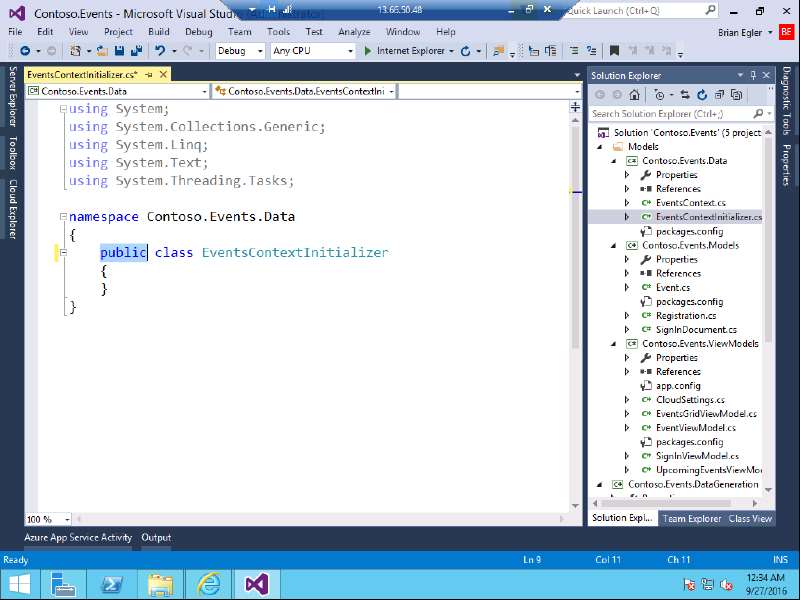 Contoso.Events - Microsoft Visual Stu
13.66.50.48
Quick Launch (Ctrl+Q)
File Edit View Project Build Debug Team Tools Test Analyze Window Help
Brian Egler BE
Debug Any CPU Internet Explorer
Server Explorer
Toolbox
Cloud Explorer
EventsContextInitializer.cs*
Contoso.Events.Data Contoso.Events.Data.EventsContextIni
using System;
using System.Collections.Generic;
using System.Linq;
using System.Text;
using System.Threading.Tasks;
namespace Contoso.Events.Data
{
public class EventsContextInitializer
{
}
}
100 %
Solution Explorer
Search Solution Explorer (Ctrl+;)
Solution 'Contoso.Events' (5 project
Models
Contoso.Events.Data
Properties
References
EventsContext.cs
EventsContextInitializer.cs
packages.config
Contoso.Events.Models
Properties
References
Event.cs
packages.config
Registration.cs
SignInDocument.cs
Contoso.Events.ViewModels
Properties
References
app.config
CloudSettings.cs
EventsGridViewModel.cs
EventViewModel.cs
packages.config
SignInViewModel.cs
UpcomingEventsViewMo
Contoso.Events.DataGeneration
Solution Expl... Team Explorer Class View
Diagnostic Tools
Properties
Azure App Service Activity Output
Ready Ln 9 Col 11 Ch 11 INS
12:34 AM
9/27/2016